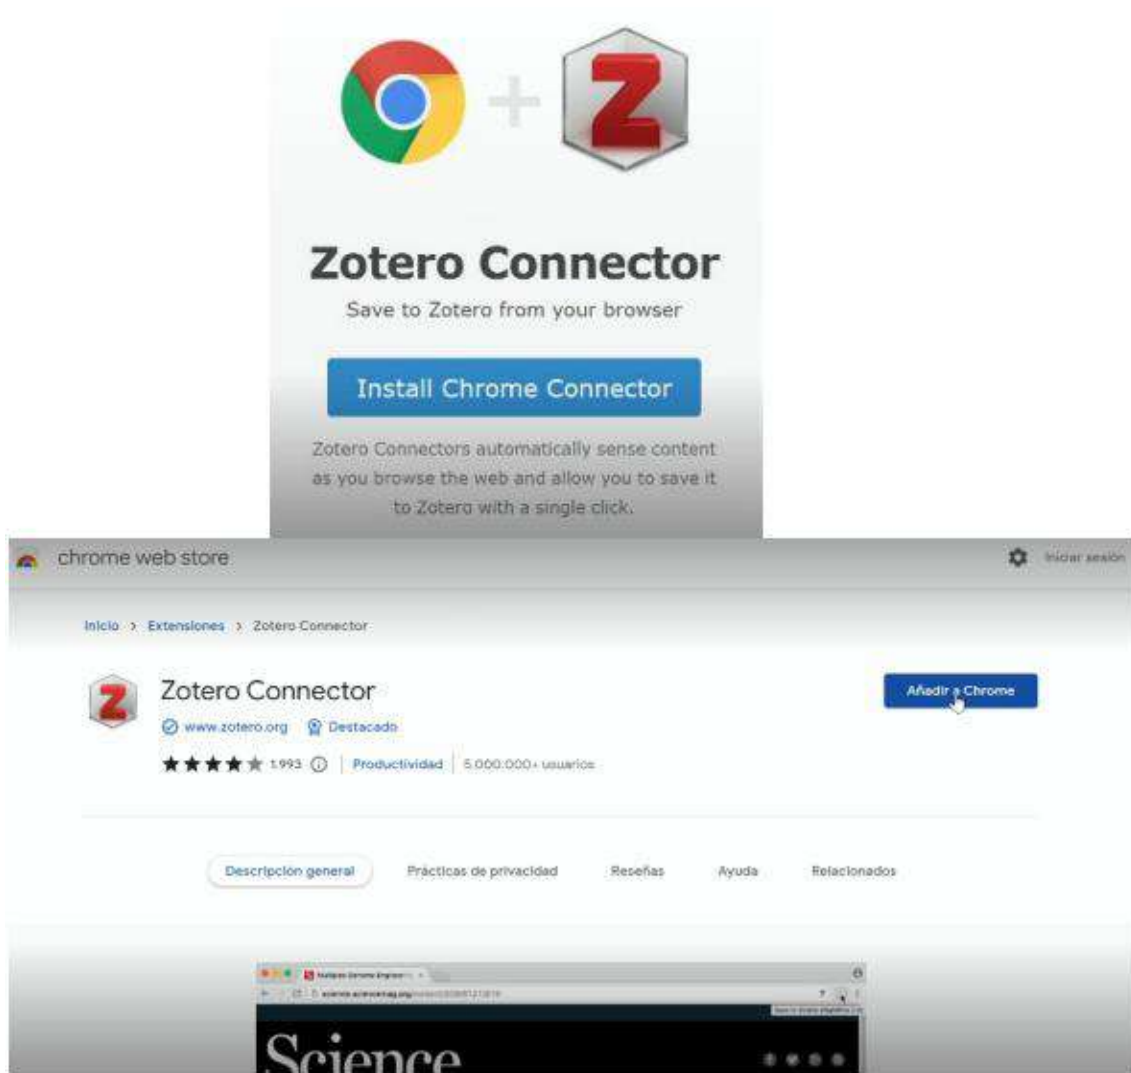 Zotero Connector
Save to Zotero from your browser
Install Chrome Connector
Zotero Connectors automatically sense content
as you browse the web and allow you to save it
to Zotero with a single click.
chrome web store
Iniciar sesión
Inicio > Extensiones > Zotero Connector
Zotero Connector
Añadir a Chrome
www.zotero.org Destacado
1.993 Productividad 5.000.000+ usuarios
Descripción general Prácticas de privacidad Reseñas Ayuda Relacionados
Science